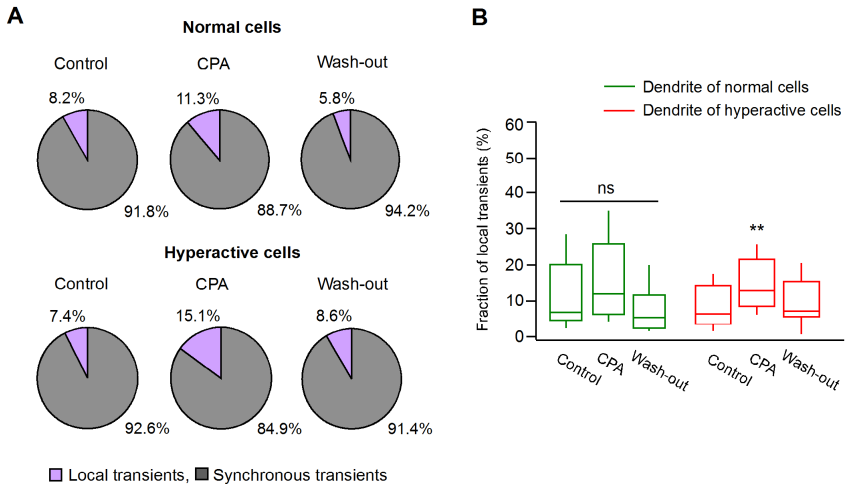 A
Normal cells
Control
CPA
Wash-out
8.2%
11.3%
5.8%
91.8%
88.7%
94.2%
Hyperactive cells
Control
CPA
Wash-out
7.4%
15.1%
8.6%
92.6%
84.9%
91.4%
Local transients, Synchronous transients
B
Dendrite of normal cells
Dendrite of hyperactive cells
Fraction of local transients (%)
60
50
40
30
20
10
0
ns
**
Control
CPA
Wash-out
Control
CPA
Wash-out